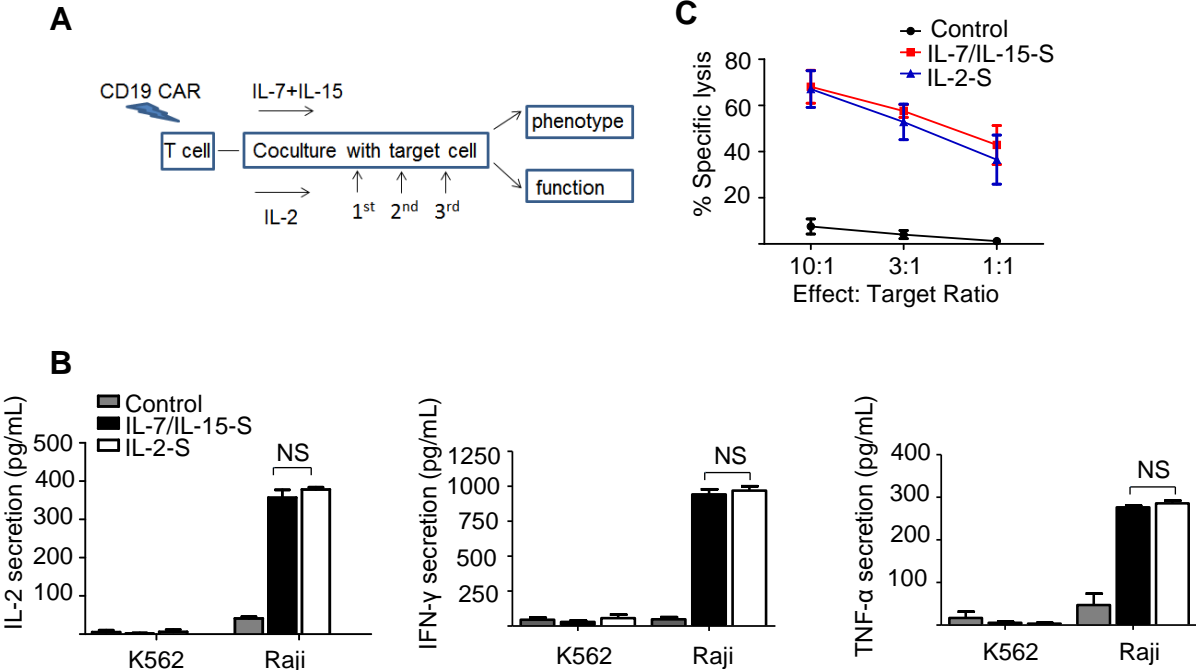 A
CD19 CAR
IL-7+IL-15
T cell
Coculture with target cell
phenotype
function
IL-2
1st 2nd 3rd
C
Control
IL-7/IL-15-S
IL-2-S
% Specific lysis
80
60
40
20
10:1 3:1 1:1
Effect: Target Ratio
B
Control
IL-7/IL-15-S
IL-2-S
IL-2 secretion (pg/mL)
500
400
300
200
100
NS
K562 Raji
IFN-γ secretion (pg/mL)
1250
1000
750
500
250
NS
K562 Raji
TNF-α secretion (pg/mL)
400
300
200
100
NS
K562 Raji